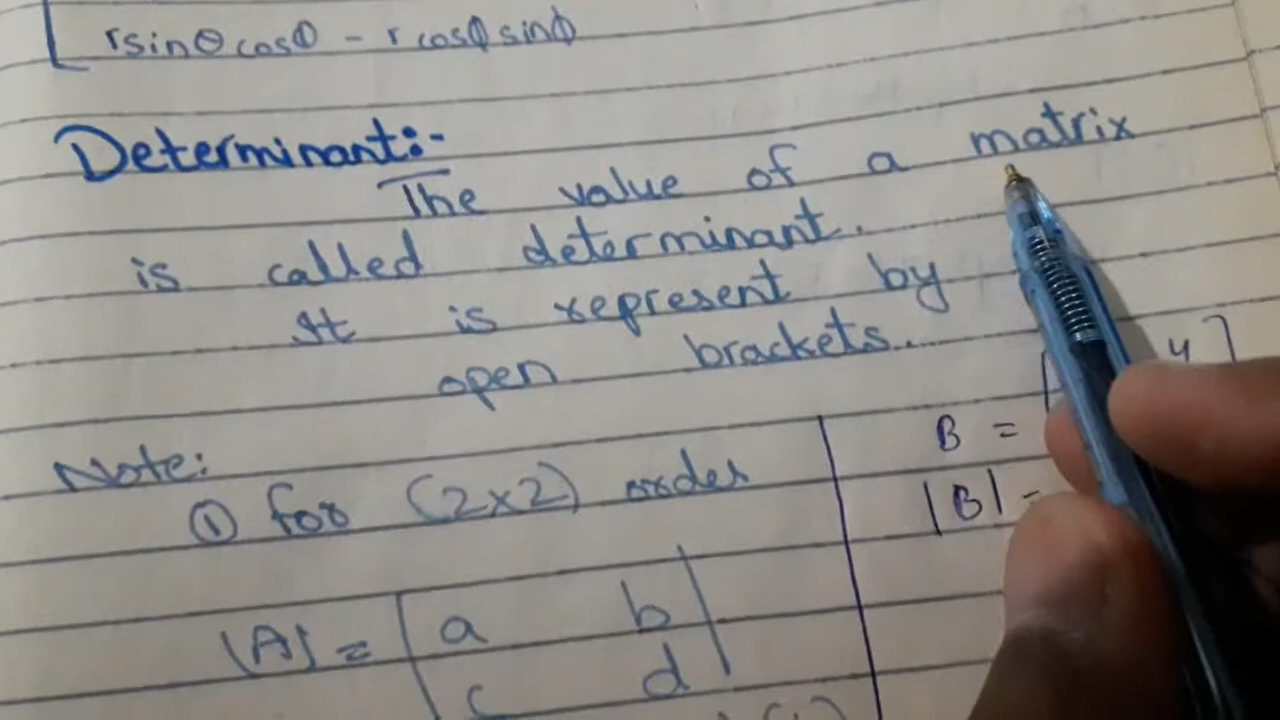 rsinθcosϕ - rcosϕsinϕ
Determinant:-
The value of a matrix
is called determinant.
It is represent by
open brackets.
Note:
① for (2x2) order
|A| = | a b |
c d
B = [ 4 ]
|B| =